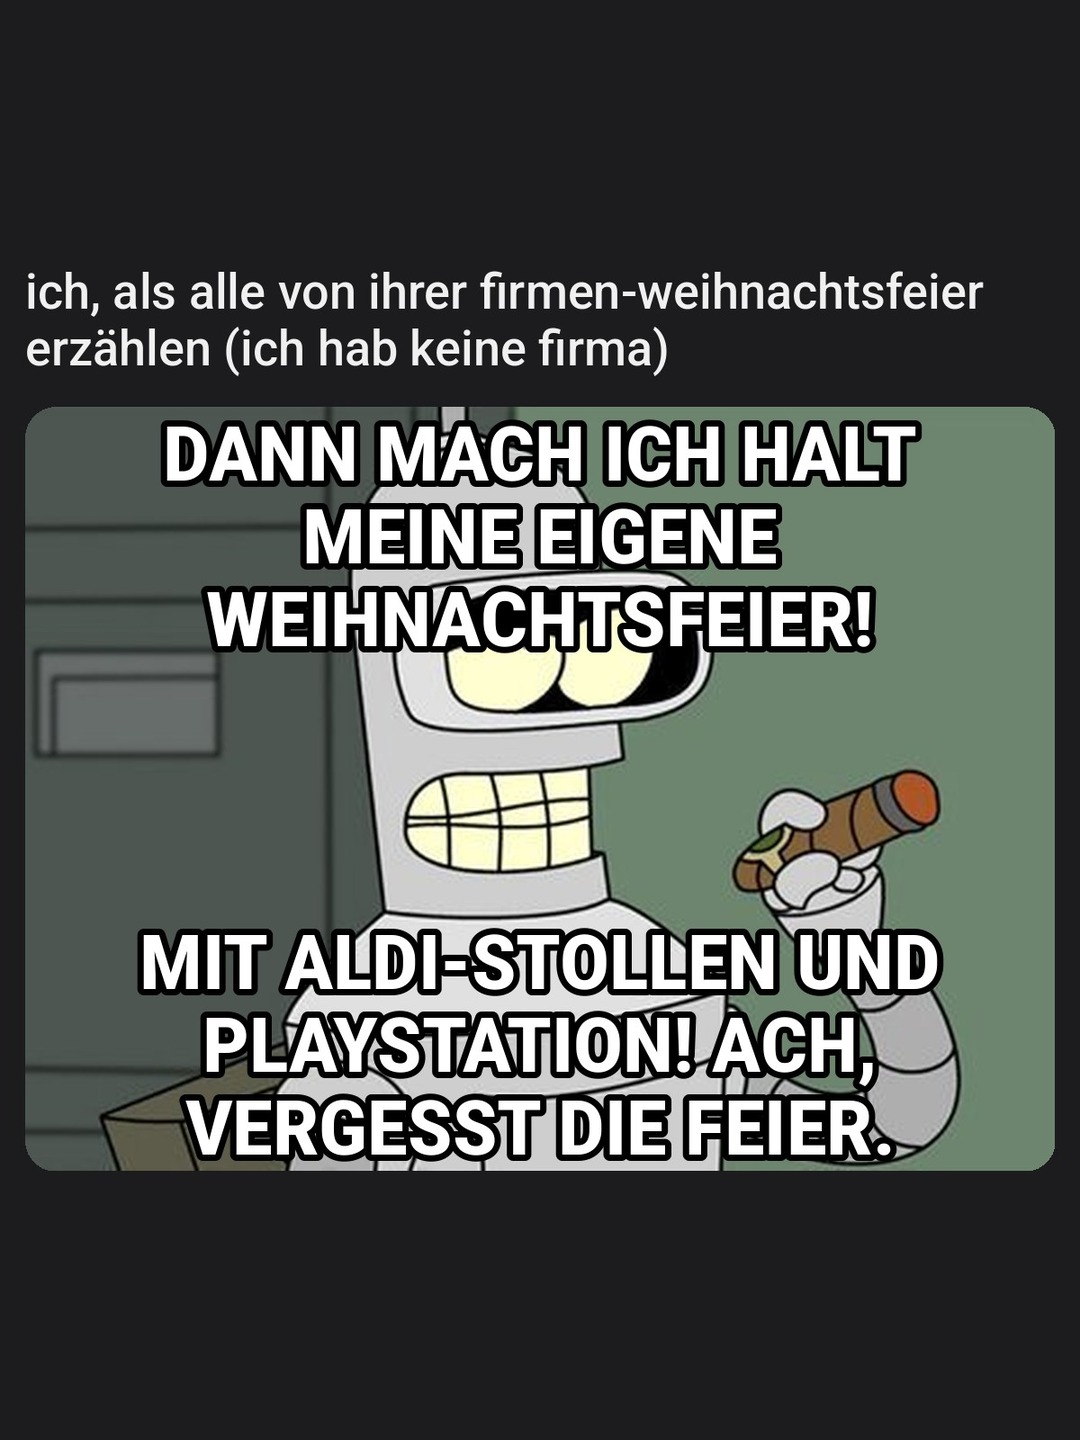 ich, als alle von ihrer firmen-weihnachtsfeier
erzählen (ich hab keine firma)
DANN MACH ICH HALT
MEINE EIGENE
WEIHNACHTSFEIER!
MIT ALDI-STOLLEN UND
PLAYSTATION! ACH,
VERGESST DIE FEIER.